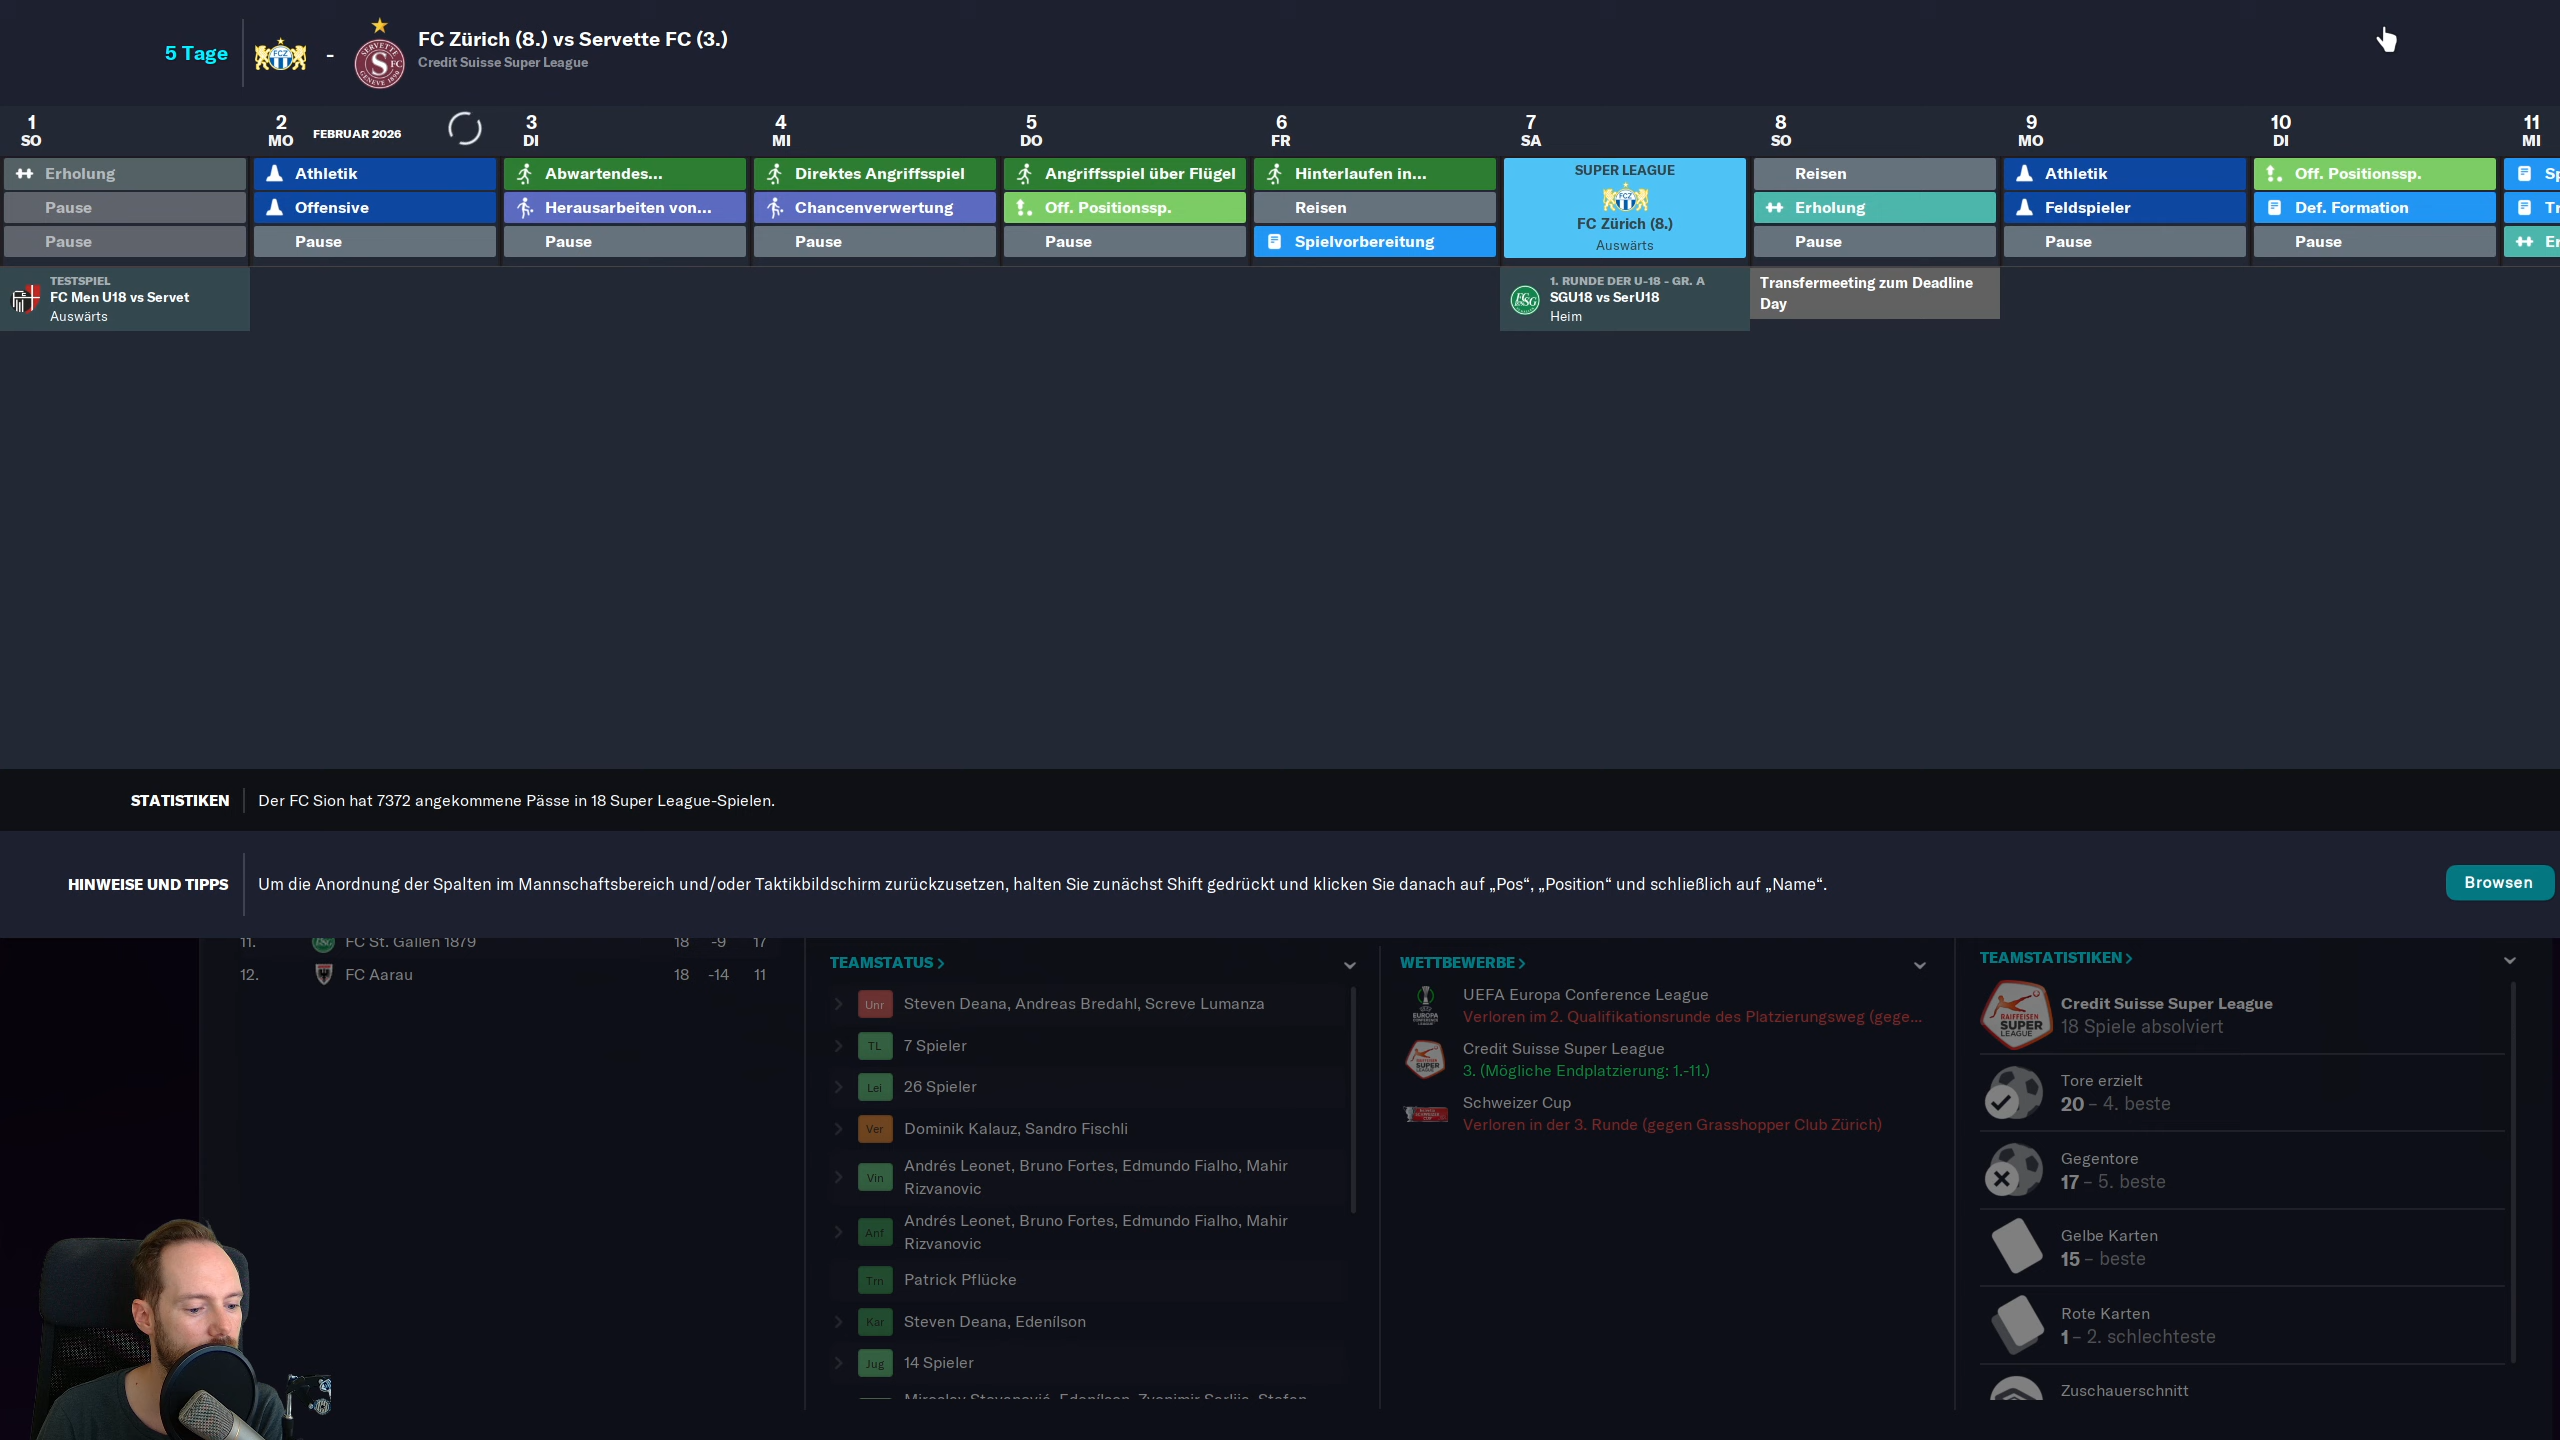 5 Tage
FC Zürich (8.) vs Servette FC (3.)
Credit Suisse Super League
1 SO
2 MO
FEBRUAR 2026
3 DI
4 MI
5 DO
6 FR
7 SA
8 SO
9 MO
10 DI
11 MI
Erholung
Pause
Pause
Athletik
Offensive
Pause
Abwartendes...
Herausarbeiten von...
Pause
Direktes Angriffsspiel
Chancenverwertung
Pause
Angriffsspiel über Flügel
Off. Positionssp.
Pause
Hinterlaufen in...
Reisen
Spielvorbereitung
SUPER LEAGUE
FC Zürich (8.)
Auswärts
Reisen
Erholung
Pause
Athletik
Feldspieler
Pause
Off. Positionssp.
Def. Formation
Pause
Sp
Tr
Er
TESTSPIEL
FC Men U18 vs Servet
Auswärts
1. RUNDE DER U-18 - GR. A
SGU18 vs SerU18
Heim
Transfermeeting zum Deadline
Day
STATISTIKEN
Der FC Sion hat 7372 angekommene Pässe in 18 Super League-Spielen.
HINWEISE UND TIPPS
Um die Anordnung der Spalten im Mannschaftsbereich und/oder Taktikbildschirm zurückzusetzen, halten Sie zunächst Shift gedrückt und klicken Sie danach auf „Pos“, „Position“ und schließlich auf „Name“.
Browsen
11. FC St. Gallen 1879 18 -9 17
12. FC Aarau 18 -14 11
TEAMSTATUS
Unr Steven Deana, Andreas Bredahl, Screve Lumanza
TL 7 Spieler
Lei 26 Spieler
Ver Dominik Kalauz, Sandro Fischli
Vin Andrés Leonet, Bruno Fortes, Edmundo Fialho, Mahir
Rizvanovic
Anf Andrés Leonet, Bruno Fortes, Edmundo Fialho, Mahir
Rizvanovic
Trn Patrick Pflücke
Kar Steven Deana, Edenílson
Jug 14 Spieler
Miroslav Stevanović, Edenílson, Zvonimir Sarlija, Stefan
WETTBEWERBE
UEFA Europa Conference League
Verloren im 2. Qualifikationsrunde des Platzierungsweg (gege...
Credit Suisse Super League
3. (Mögliche Endplatzierung: 1.-11.)
Schweizer Cup
Verloren in der 3. Runde (gegen Grasshopper Club Zürich)
TEAMSTATISTIKEN
Credit Suisse Super League
18 Spiele absolviert
Tore erzielt
20 - 4. beste
Gegentore
17 - 5. beste
Gelbe Karten
15 - beste
Rote Karten
1 - 2. schlechteste
Zuschauerschnitt